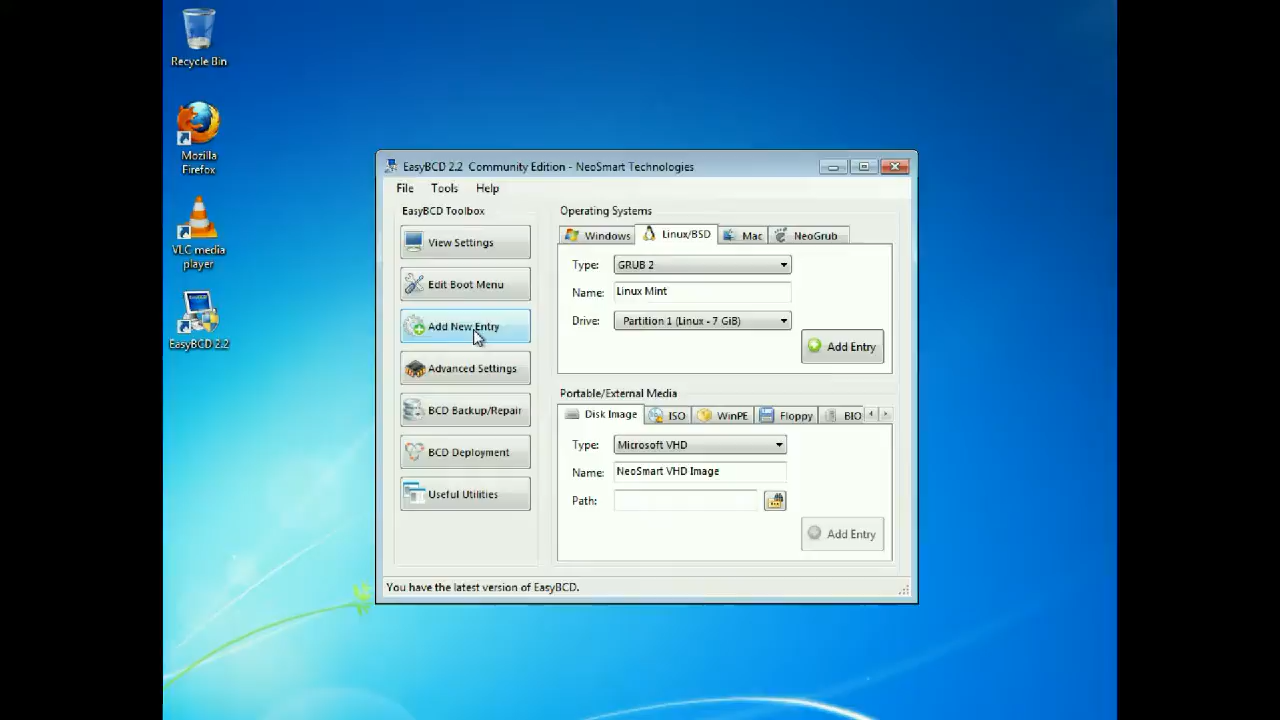 Recycle Bin
Mozilla
Firefox
VLC media
player
EasyBCD 2.2
EasyBCD 2.2 Community Edition - NeoSmart Technologies
File Tools Help
EasyBCD Toolbox
View Settings
Edit Boot Menu
Add New Entry
Advanced Settings
BCD Backup/Repair
BCD Deployment
Useful Utilities
Operating Systems
Windows Linux/BSD Mac NeoGrub
Type: GRUB 2
Name: Linux Mint
Drive: Partition 1 (Linux - 7 GiB)
Add Entry
Portable/External Media
Disk Image ISO WinPE Floppy BIO
Type: Microsoft VHD
Name: NeoSmart VHD Image
Path:
Add Entry
You have the latest version of EasyBCD.